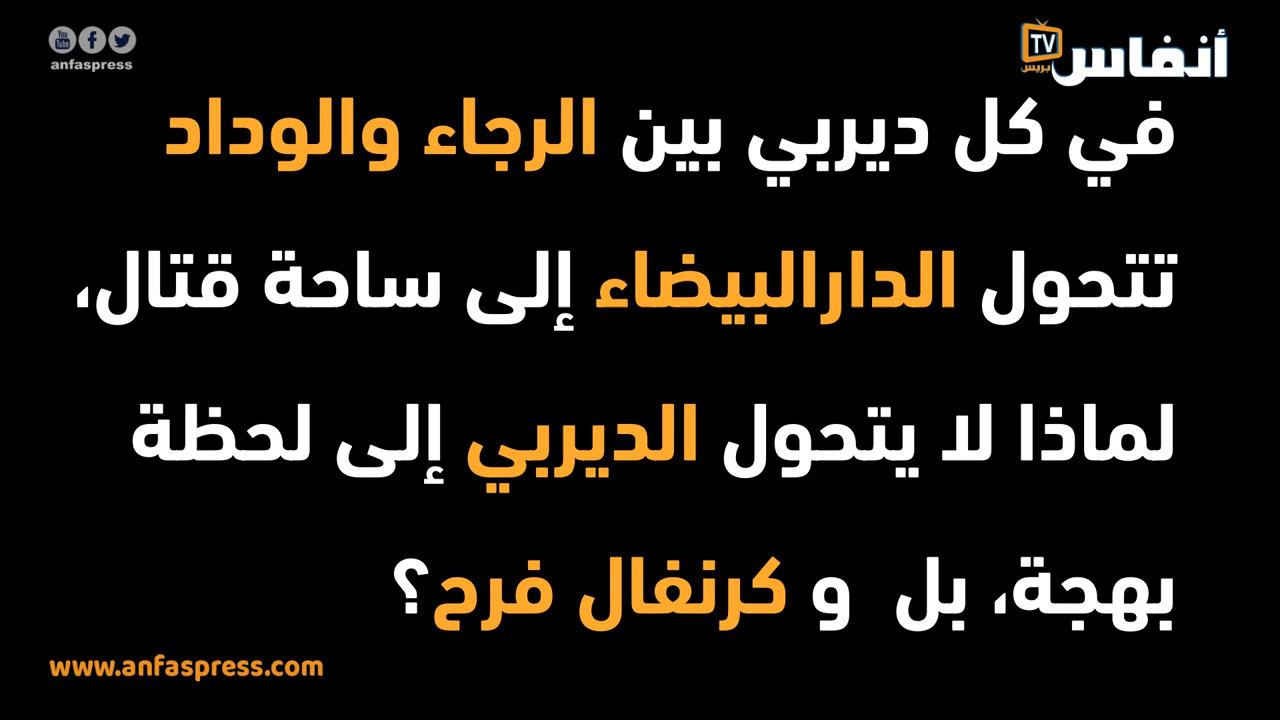 anfaspress
أنفاس
TV
بريس
في كل ديربي بين الرجاء والوداد
تتحول الدارالبيضاء إلى ساحة قتال،
لماذا لا يتحول الديربي إلى لحظة
بهجة، بل و كرنفال فرح؟
www.anfaspress.com